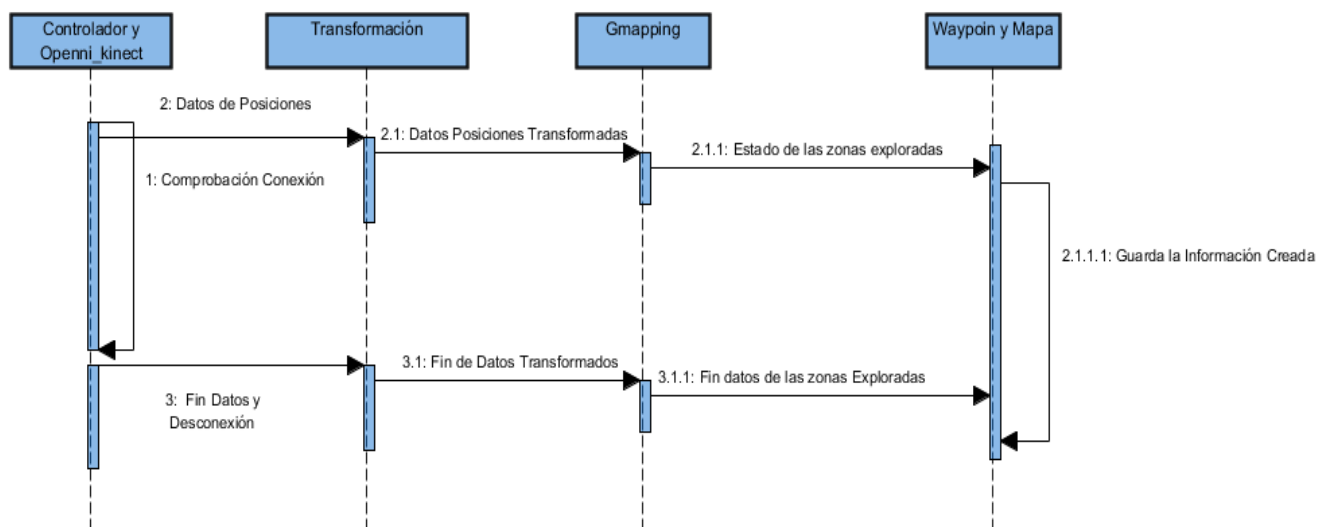 Controlador y
Openni_kinect
Transformación
Gmapping
Waypoin y Mapa
2: Datos de Posiciones
2.1: Datos Posiciones Transformadas
2.1.1: Estado de las zonas exploradas
1: Comprobación Conexión
2.1.1.1: Guarda la Información Creada
3.1: Fin de Datos Transformados
3.1.1: Fin datos de las zonas Exploradas
3: Fin Datos y
Desconexión